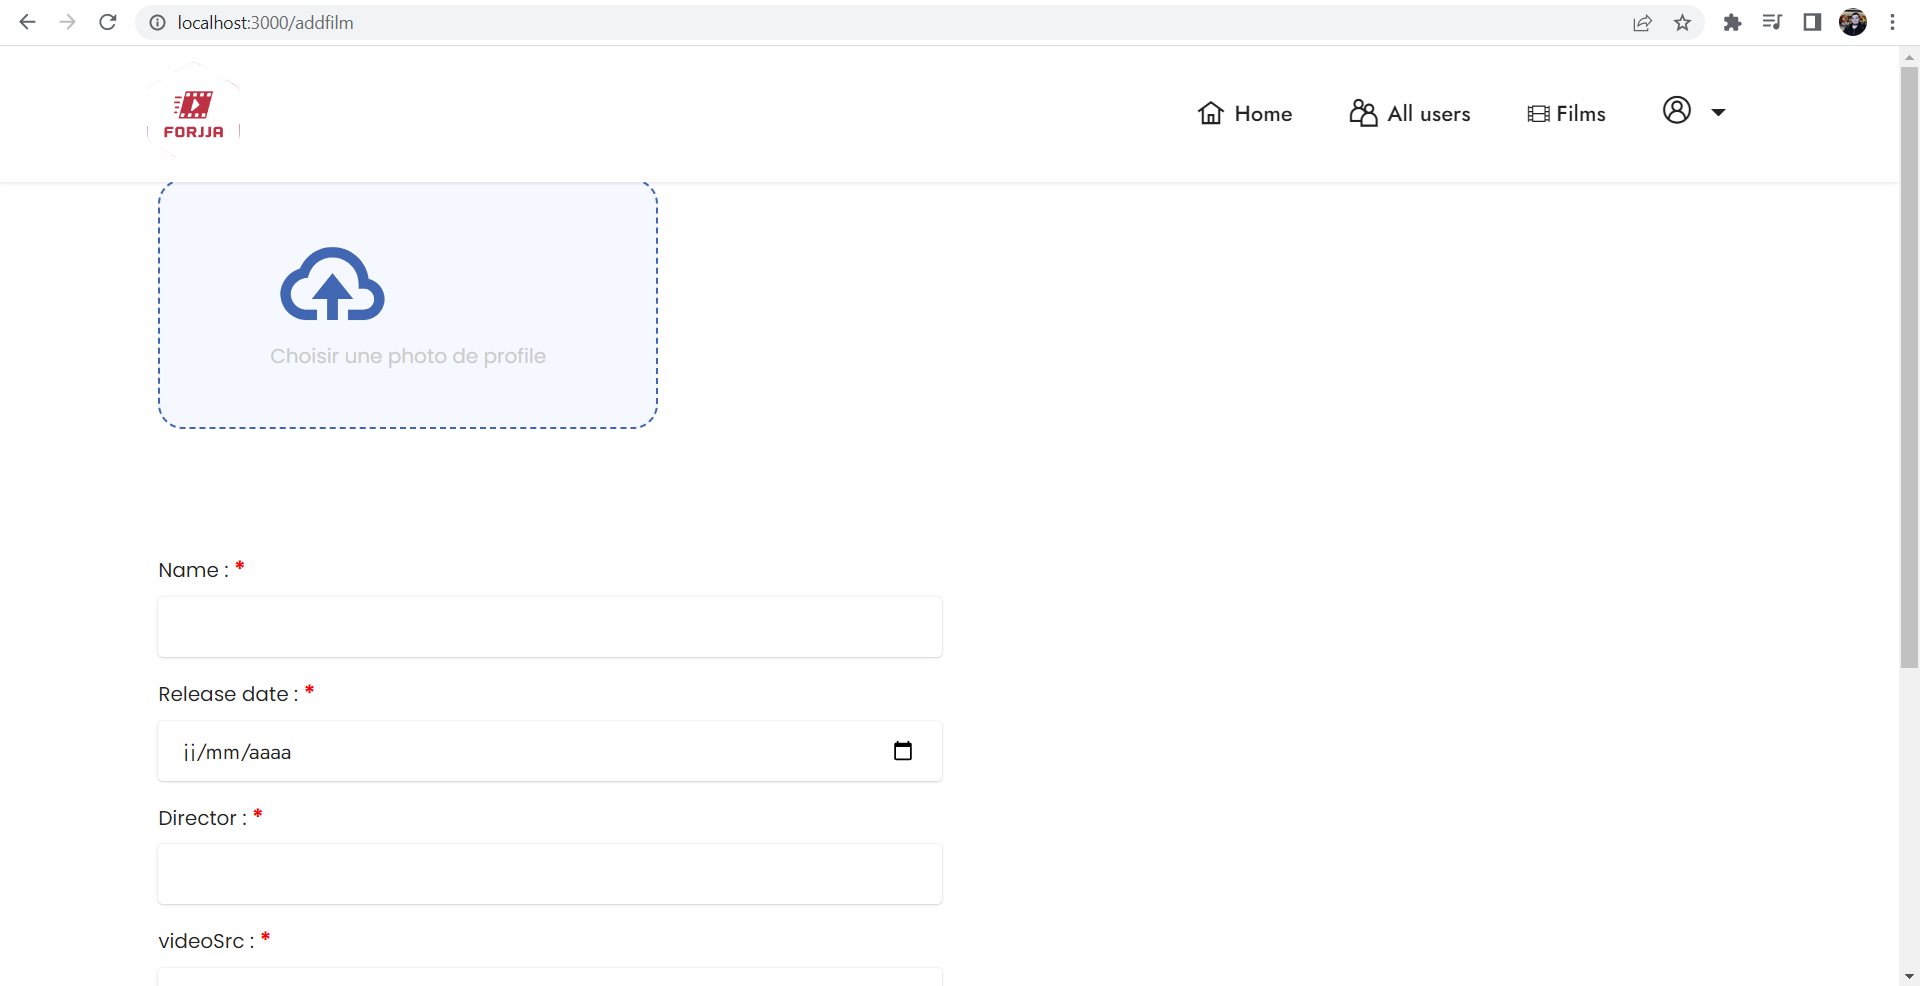 localhost:3000/addfilm
FORJJA
Home
All users
Films
Choisir une photo de profile
Name : *
Release date : *
jj/mm/aaaa
Director : *
videoSrc : *